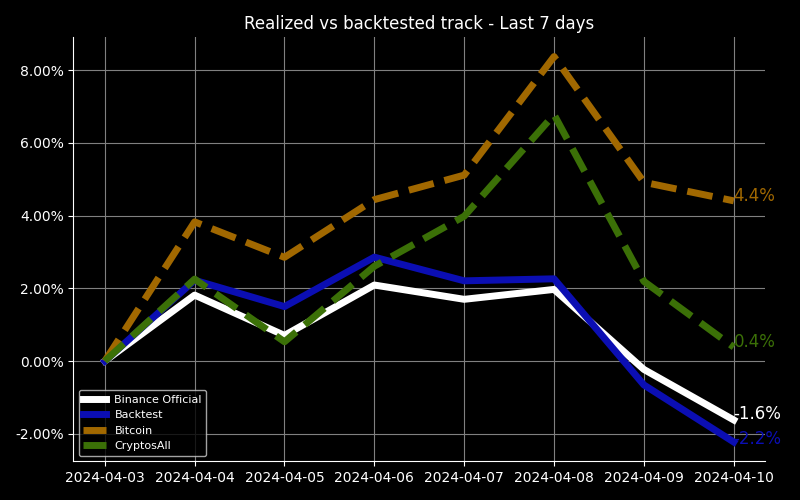 Realized vs backtested track - Last 7 days
8.00%
6.00%
4.00%
2.00%
0.00%
-2.00%
4.4%
0.4%
-1.6%
-2.2%
Binance Official
Backtest
Bitcoin
CryptosAll
2024-04-03 2024-04-04 2024-04-05 2024-04-06 2024-04-07 2024-04-08 2024-04-09 2024-04-10